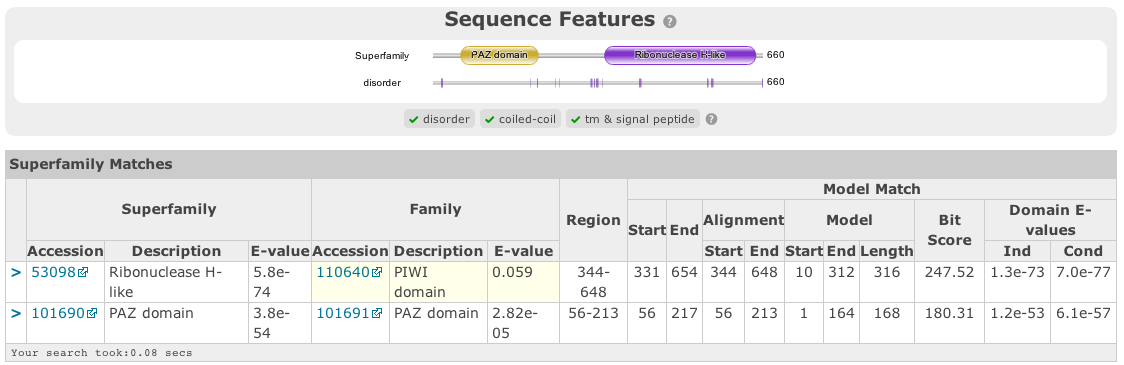 Sequence Features ?
Superfamily PAZ domain Ribonuclease H-like 660
disorder 660
disorder coiled-coil tm & signal peptide ?
Superfamily Matches
Superfamily Family Region Model Match
Start End Alignment Model Bit Score Domain E-values
Accession Description E-value Accession Description E-value Start End Start End Length Ind Cond
> 53098 Ribonuclease H-like 5.8e-74 110640 PIWI domain 0.059 344-648 331 654 344 648 10 312 316 247.52 1.3e-73 7.0e-77
> 101690 PAZ domain 3.8e-54 101691 PAZ domain 2.82e-05 56-213 56 217 56 213 1 164 168 180.31 1.2e-53 6.1e-57
Your search took:0.08 secs